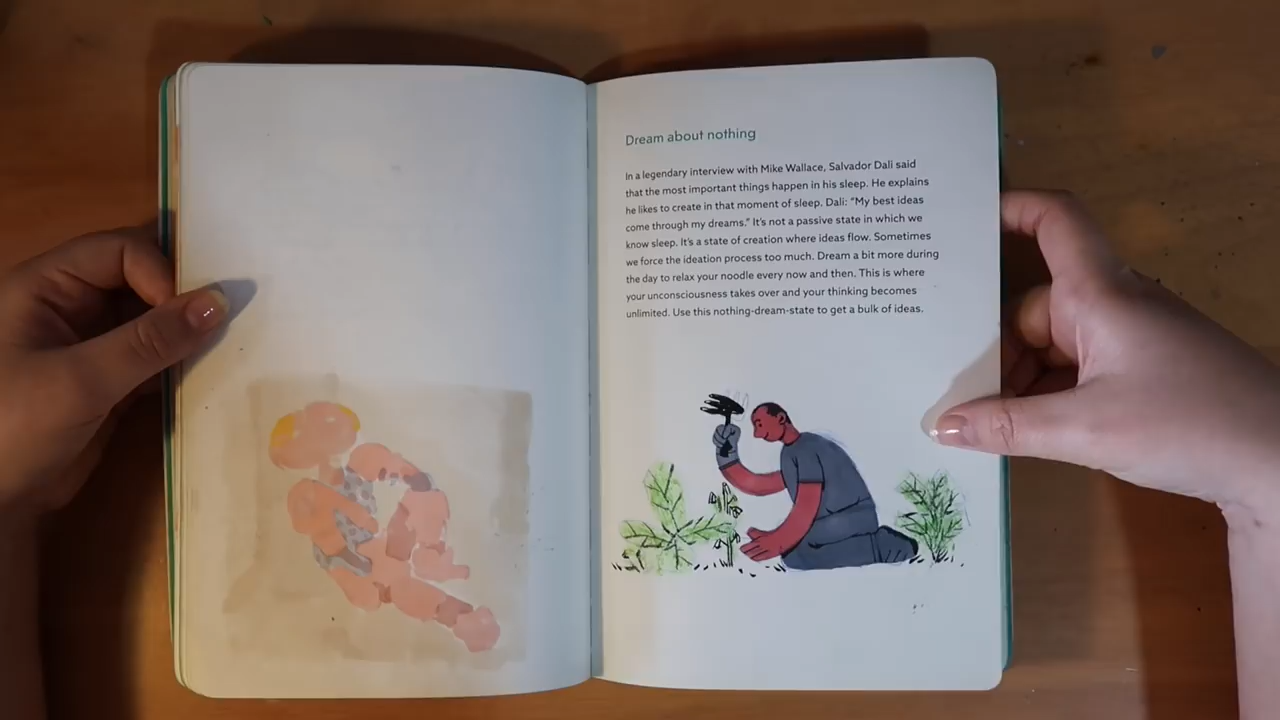 Dream about nothing
In a legendary interview with Mike Wallace, Salvador Dali said
that the most important things happen in his sleep. He explains
he likes to create in that moment of sleep. Dali: “My best ideas
come through my dreams.” It’s not a passive state in which we
know sleep. It’s a state of creation where ideas flow. Sometimes
we force the ideation process too much. Dream a bit more during
the day to relax your noodle every now and then. This is where
your unconsciousness takes over and your thinking becomes
unlimited. Use this nothing-dream-state to get a bulk of ideas.